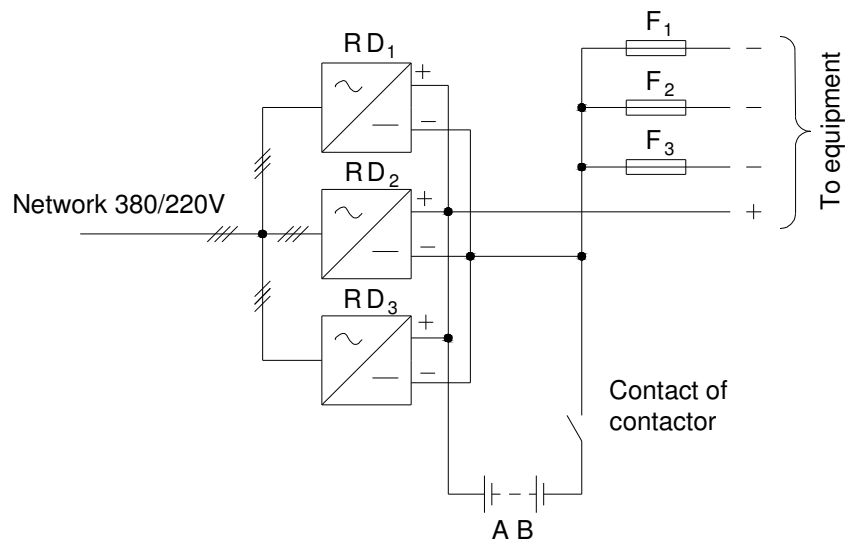 F1
RD1
+
−
−
F2
−
To equipment
F3
RD2
−
Network 380/220V
+
+
−
RD3
+
−
Contact of
contactor
A B